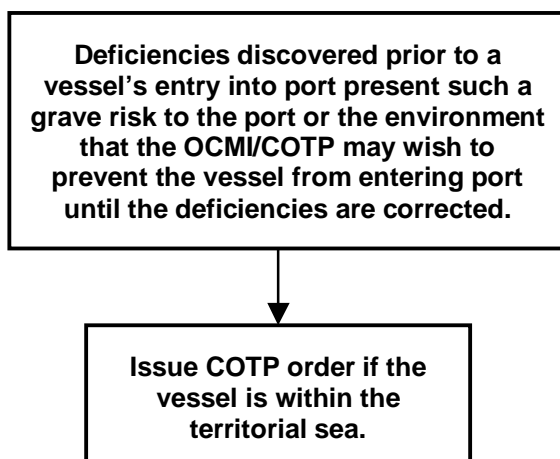 Deficiencies discovered prior to a
vessel's entry into port present such a
grave risk to the port or the environment
that the OCMI/COTP may wish to
prevent the vessel from entering port
until the deficiencies are corrected.
Issue COTP order if the
vessel is within the
territorial sea.